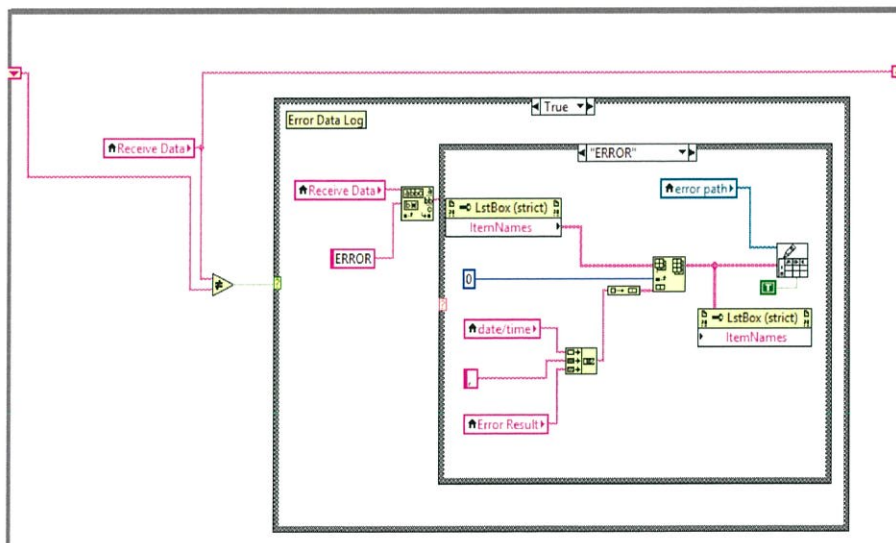 True
Error Data Log
"ERROR"
Receive Data
Receive Data
error path
LstBox (strict)
ItemNames
ERROR
0
T
LstBox (strict)
ItemNames
date/time
,
Error Result